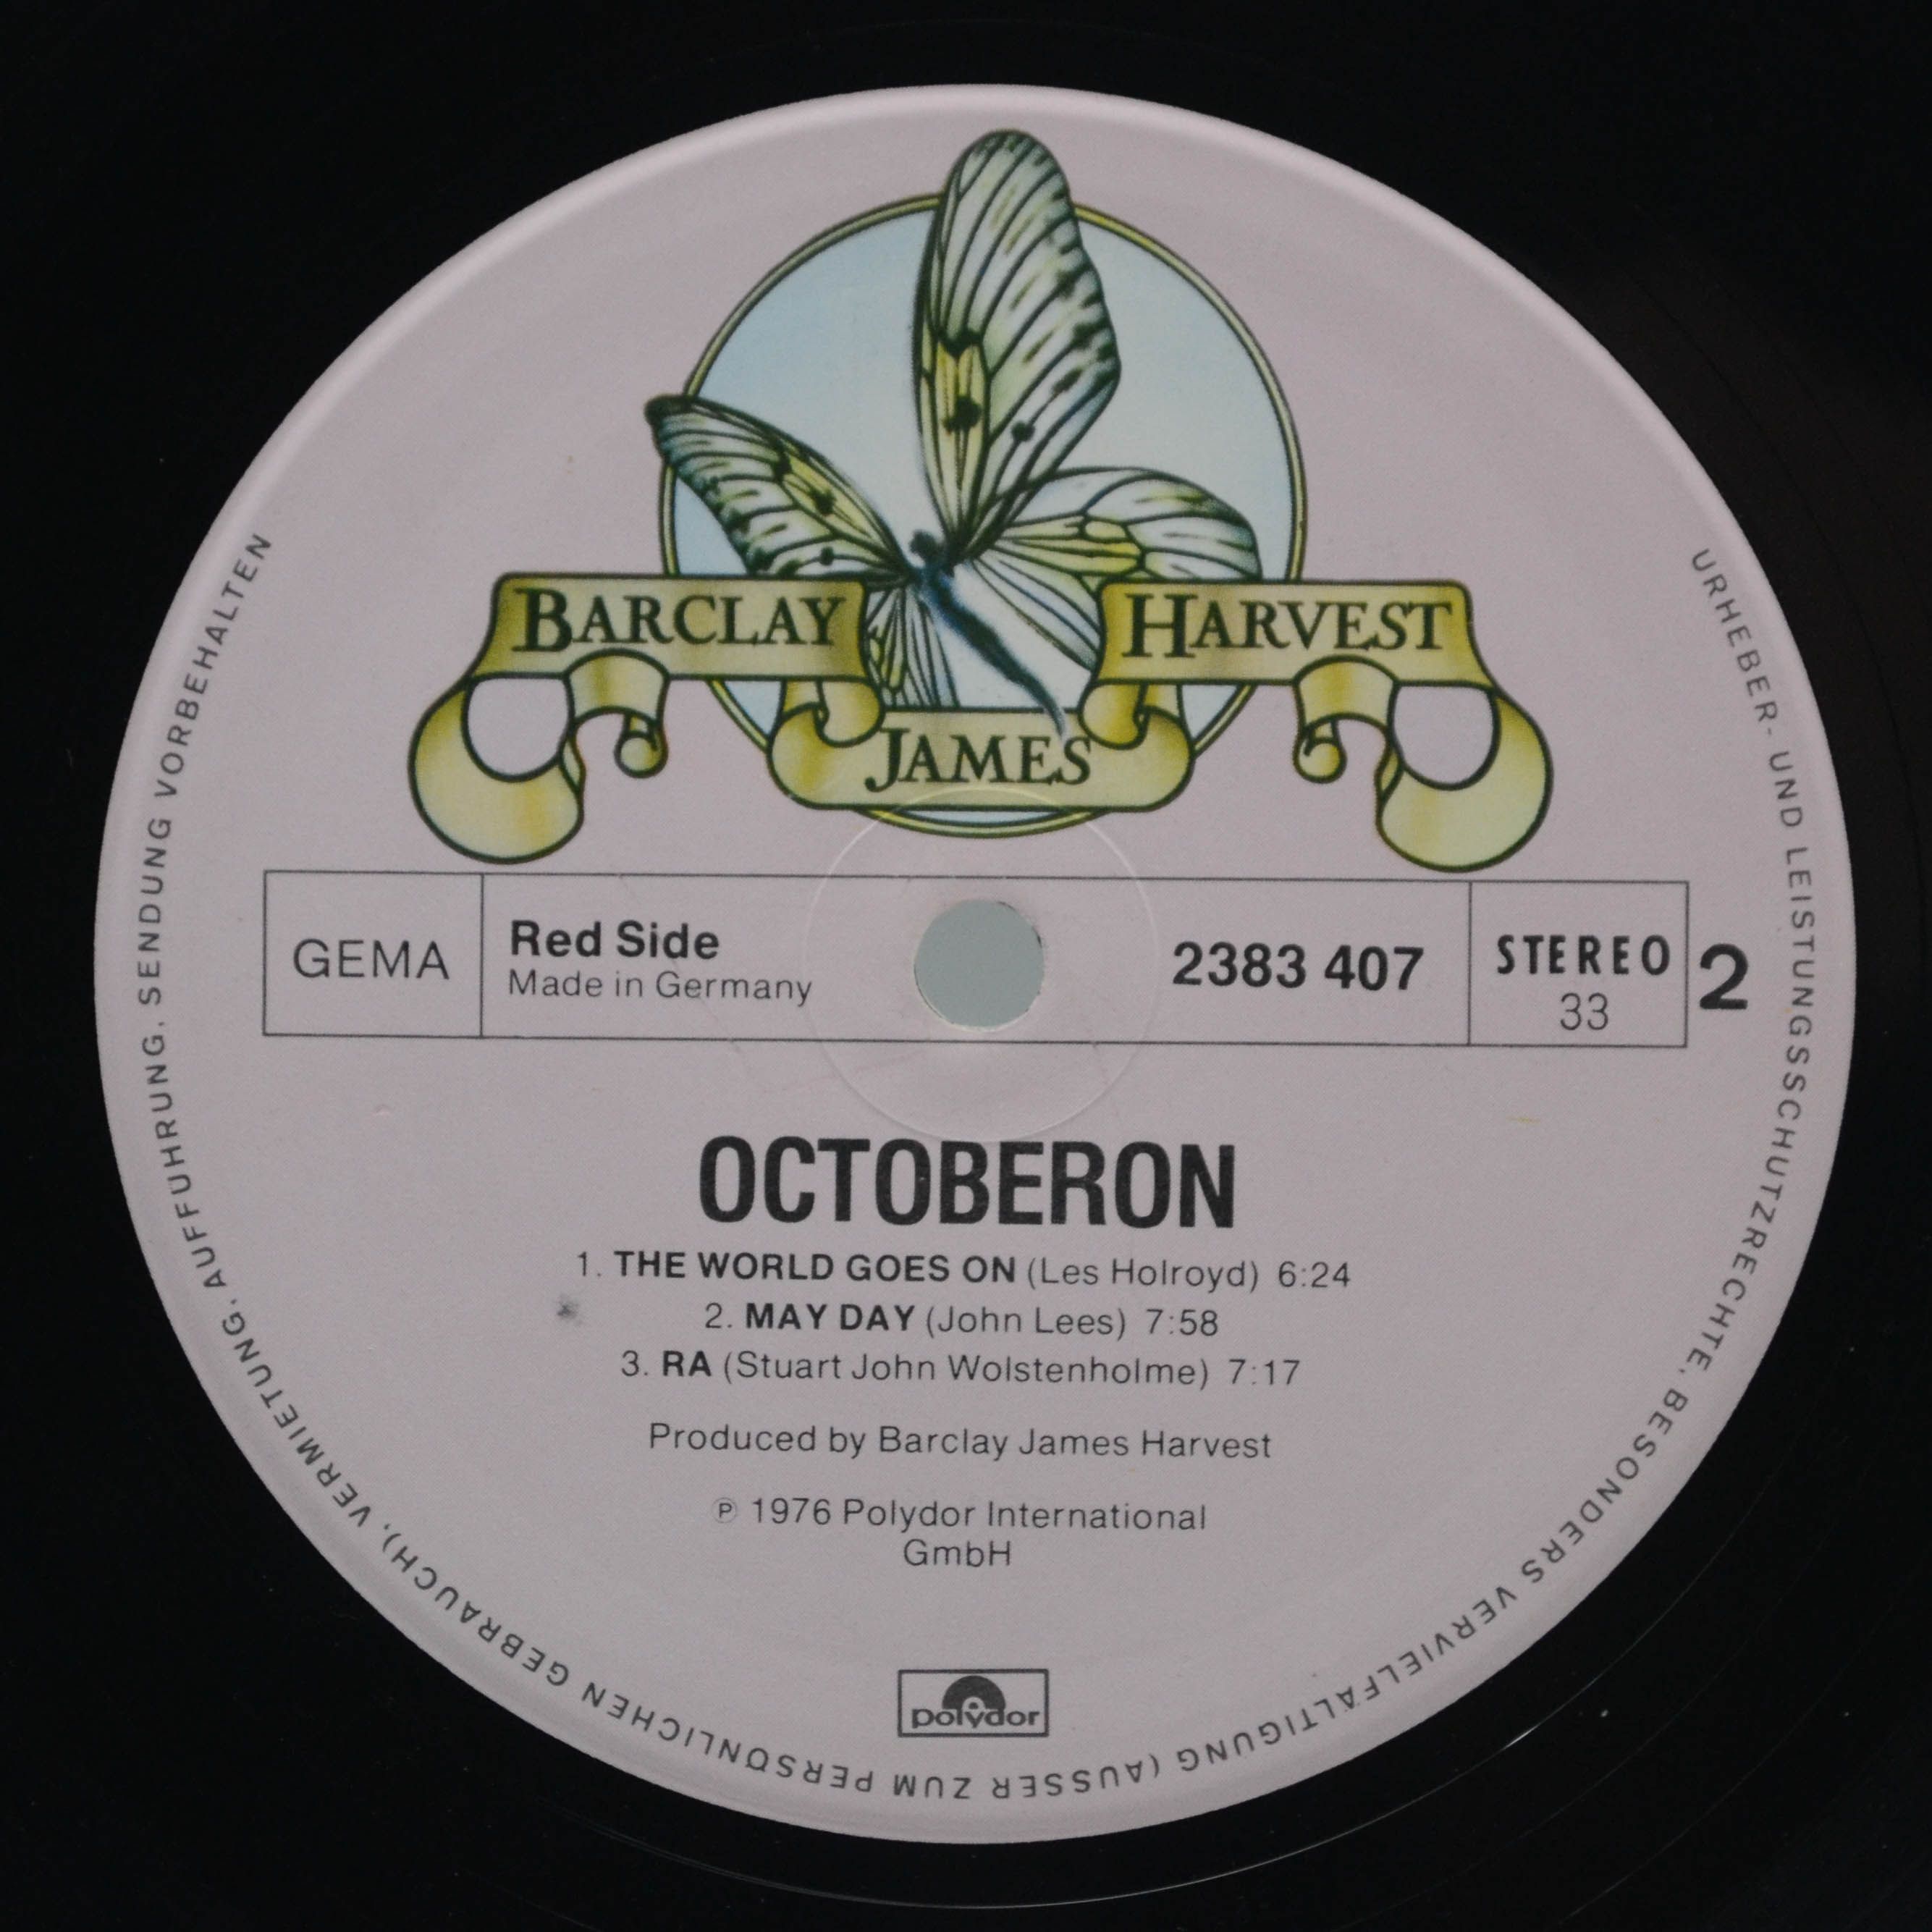 BARCLAY
JAMES
HARVEST
GEMA
Red Side
Made in Germany
2383 407
STEREO
33
2
OCTOBERON
1. THE WORLD GOES ON (Les Holroyd) 6:24
2. MAY DAY (John Lees) 7:58
3. RA (Stuart John Wolstenholme) 7:17
Produced by Barclay James Harvest
℗ 1976 Polydor International
GmbH
polydor
URHEBER- UND LEISTUNGSSCHUTZRECHTE, BESONDERS VERVIELFÄLTIGUNG (AUSSER ZUM PERSÖNLICHEN GEBRAUCH), VERMIETUNG, AUFFÜHRUNG, SENDUNG VORBEHALTEN